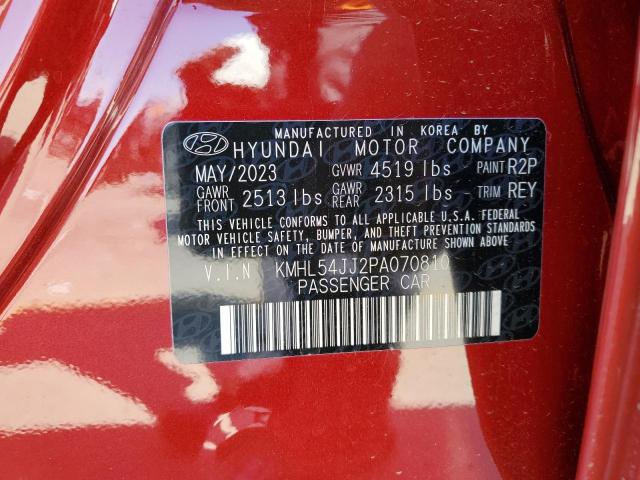 MANUFACTURED IN KOREA BY
HYUNDAI MOTOR COMPANY
MAY/2023 GVWR 4519 lbs PAINT R2P
GAWR FRONT 2513 lbs GAWR REAR 2315 lbs TRIM REY
THIS VEHICLE CONFORMS TO ALL APPLICABLE U.S.A. FEDERAL
MOTOR VEHICLE SAFETY, BUMPER, AND THEFT PREVENTION STANDARDS
IN EFFECT ON THE DATE OF MANUFACTURE SHOWN ABOVE.
V.I.N KMHL54JJ2PA070810
PASSENGER CAR